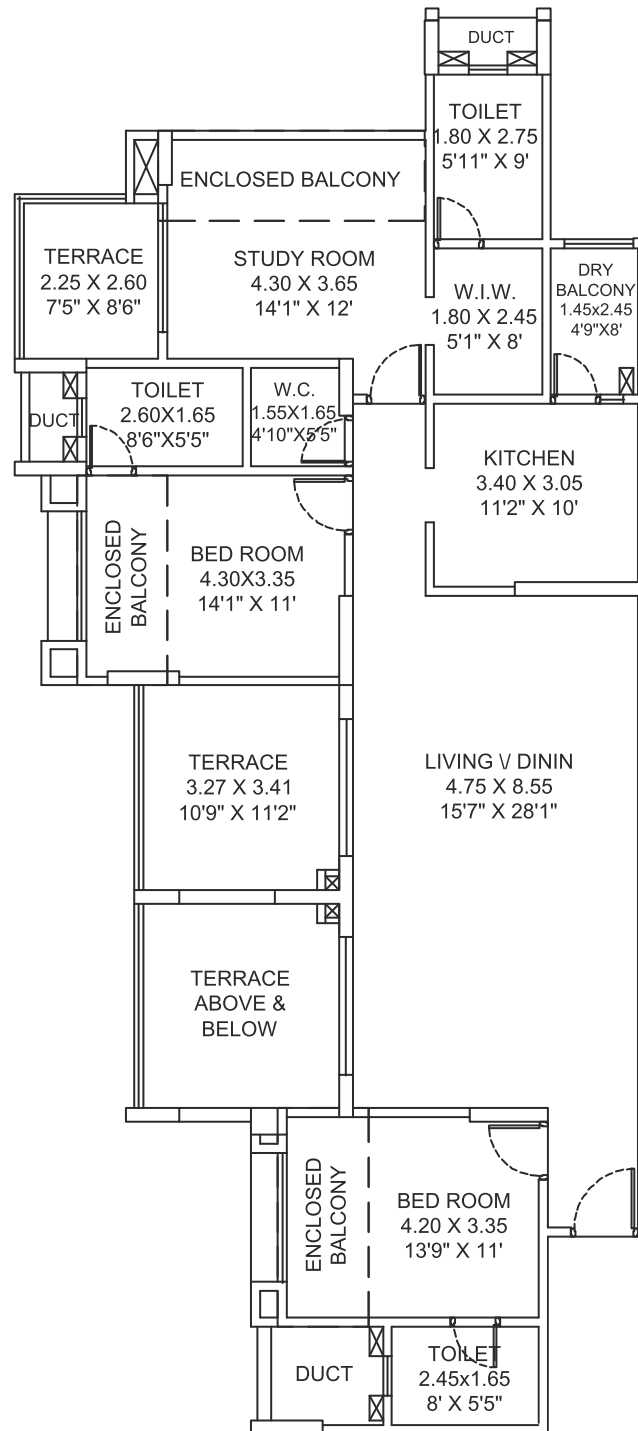 DUCT
TOILET
1.80 X 2.75
5'11" X 9'
ENCLOSED BALCONY
TERRACE
2.25 X 2.60
7'5" X 8'6"
STUDY ROOM
4.30 X 3.65
14'1" X 12'
W.I.W.
1.80 X 2.45
5'1" X 8'
DRY
BALCONY
1.45x2.45
4'9"X8'
DUCT
TOILET
2.60X1.65
8'6"X5'5"
W.C.
1.55X1.65
4'10"X5'5"
KITCHEN
3.40 X 3.05
11'2" X 10'
ENCLOSED
BALCONY
BED ROOM
4.30X3.35
14'1" X 11'
TERRACE
3.27 X 3.41
10'9" X 11'2"
LIVING \/ DININ
4.75 X 8.55
15'7" X 28'1"
TERRACE
ABOVE &
BELOW
ENCLOSED
BALCONY
BED ROOM
4.20 X 3.35
13'9" X 11'
DUCT
TOILET
2.45x1.65
8' X 5'5"